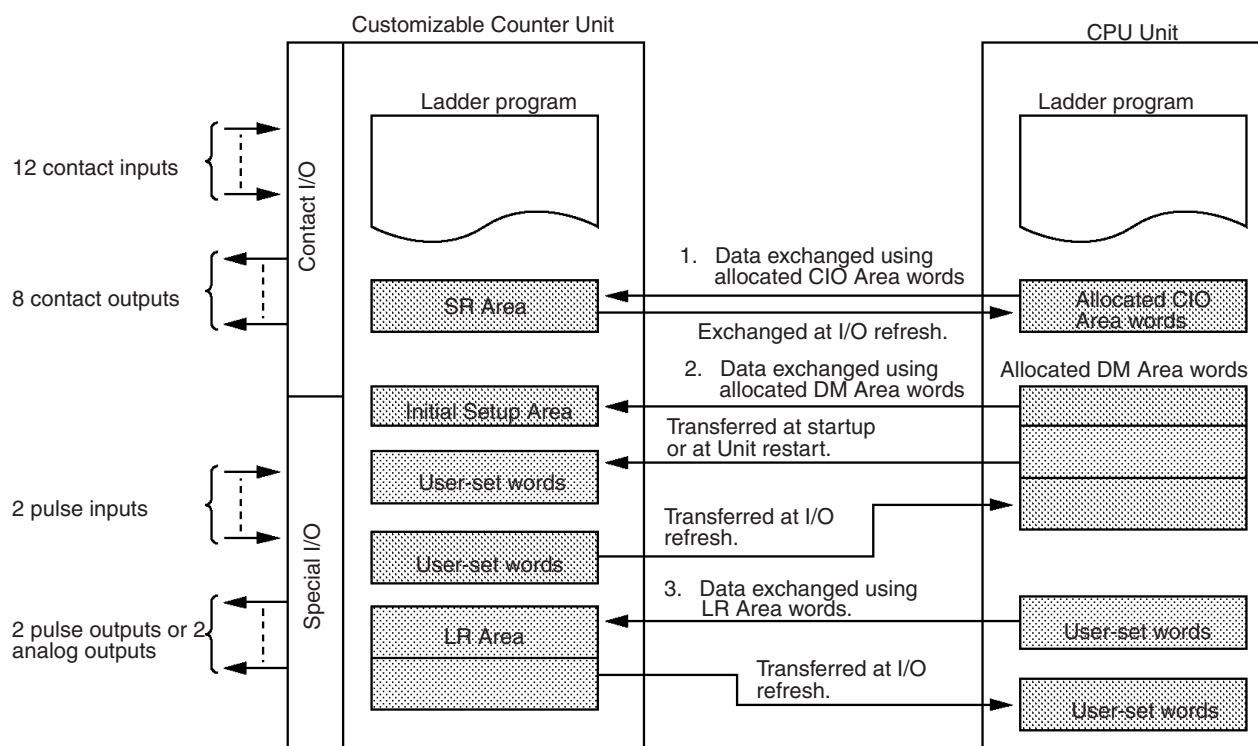 Customizable Counter Unit
CPU Unit
Ladder program
Ladder program
12 contact inputs
Contact I/O
8 contact outputs
1. Data exchanged using
allocated CIO Area words
SR Area
Allocated CIO
Area words
Exchanged at I/O refresh.
2. Data exchanged using
allocated DM Area words
Allocated DM Area words
Initial Setup Area
Transferred at startup
or at Unit restart.
User-set words
2 pulse inputs
Special I/O
Transferred at I/O
refresh.
User-set words
3. Data exchanged using
LR Area words.
2 pulse outputs or 2
analog outputs
LR Area
User-set words
Transferred at I/O
refresh.
User-set words